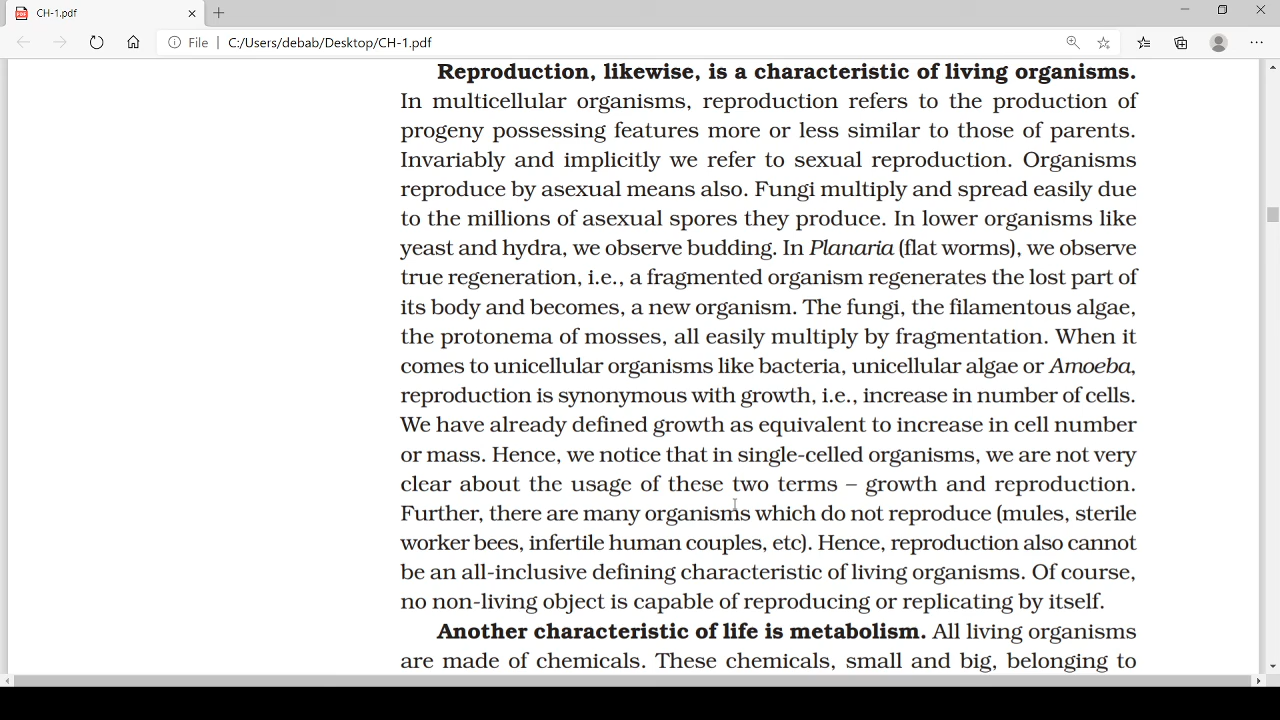 CH-1.pdf
File | C:/Users/debab/Desktop/CH-1.pdf
Reproduction, likewise, is a characteristic of living organisms.
In multicellular organisms, reproduction refers to the production of
progeny possessing features more or less similar to those of parents.
Invariably and implicitly we refer to sexual reproduction. Organisms
reproduce by asexual means also. Fungi multiply and spread easily due
to the millions of asexual spores they produce. In lower organisms like
yeast and hydra, we observe budding. In Planaria (flat worms), we observe
true regeneration, i.e., a fragmented organism regenerates the lost part of
its body and becomes, a new organism. The fungi, the filamentous algae,
the protonema of mosses, all easily multiply by fragmentation. When it
comes to unicellular organisms like bacteria, unicellular algae or Amoeba,
reproduction is synonymous with growth, i.e., increase in number of cells.
We have already defined growth as equivalent to increase in cell number
or mass. Hence, we notice that in single-celled organisms, we are not very
clear about the usage of these two terms – growth and reproduction.
Further, there are many organisms which do not reproduce (mules, sterile
worker bees, infertile human couples, etc). Hence, reproduction also cannot
be an all-inclusive defining characteristic of living organisms. Of course,
no non-living object is capable of reproducing or replicating by itself.
Another characteristic of life is metabolism. All living organisms
are made of chemicals. These chemicals, small and big, belonging to